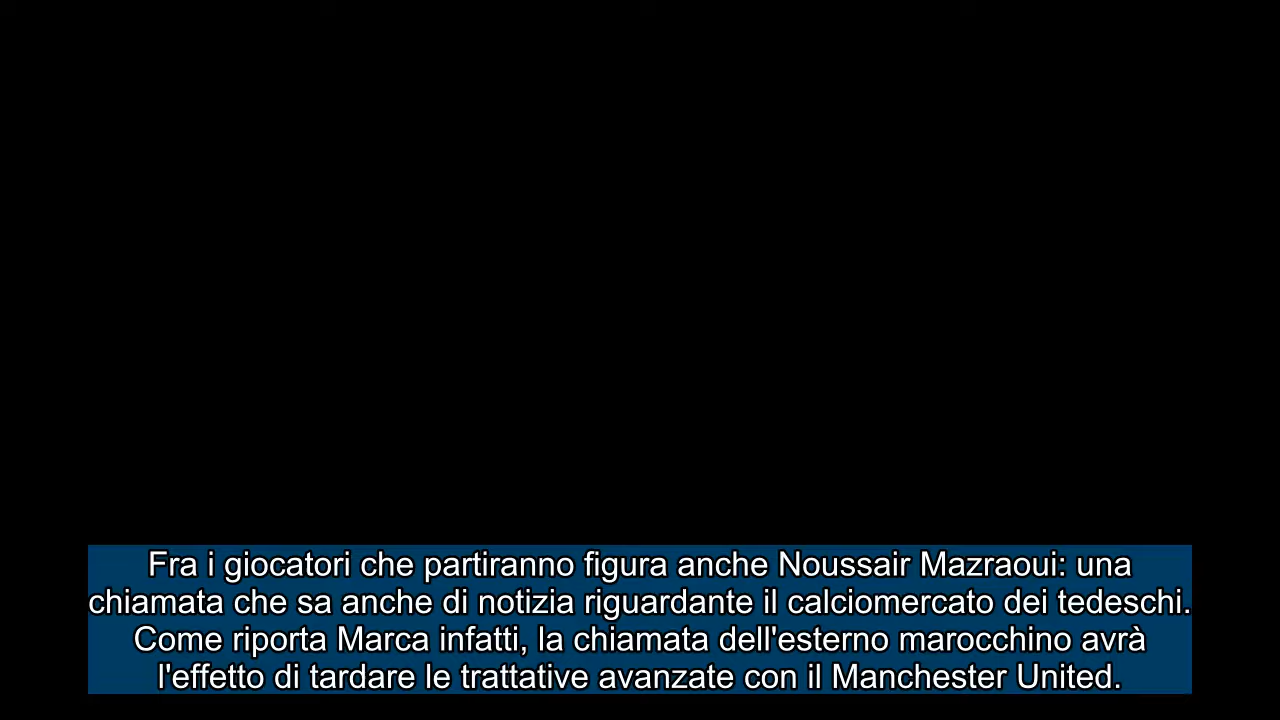 Fra i giocatori che partiranno figura anche Noussair Mazraoui: una
chiamata che sa anche di notizia riguardante il calciomercato dei tedeschi.
Come riporta Marca infatti, la chiamata dell'esterno marocchino avrà
l'effetto di tardare le trattative avanzate con il Manchester United.